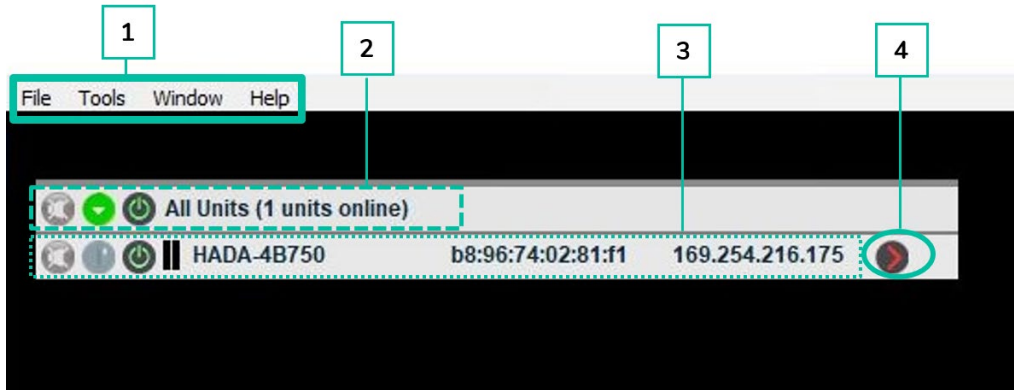 1 2 3 4
File Tools Window Help
All Units (1 units online)
HADA-4B750 b8:96:74:02:81:f1 169.254.216.175